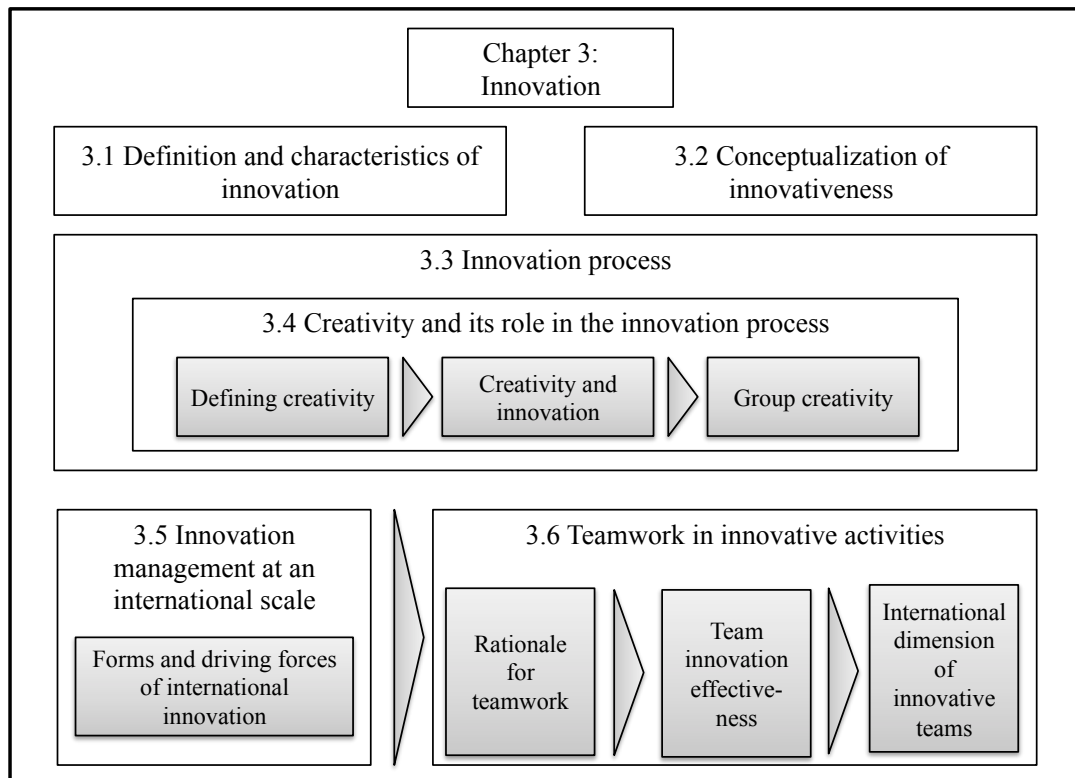 Chapter 3:
Innovation
3.1 Definition and characteristics of
innovation
3.2 Conceptualization of
innovativeness
3.3 Innovation process
3.4 Creativity and its role in the innovation process
Defining creativity
Creativity and
innovation
Group creativity
3.5 Innovation
management at an
international scale
Forms and driving forces
of international
innovation
3.6 Teamwork in innovative activities
Rationale
for
teamwork
Team
innovation
effective-
ness
International
dimension
of
innovative
teams